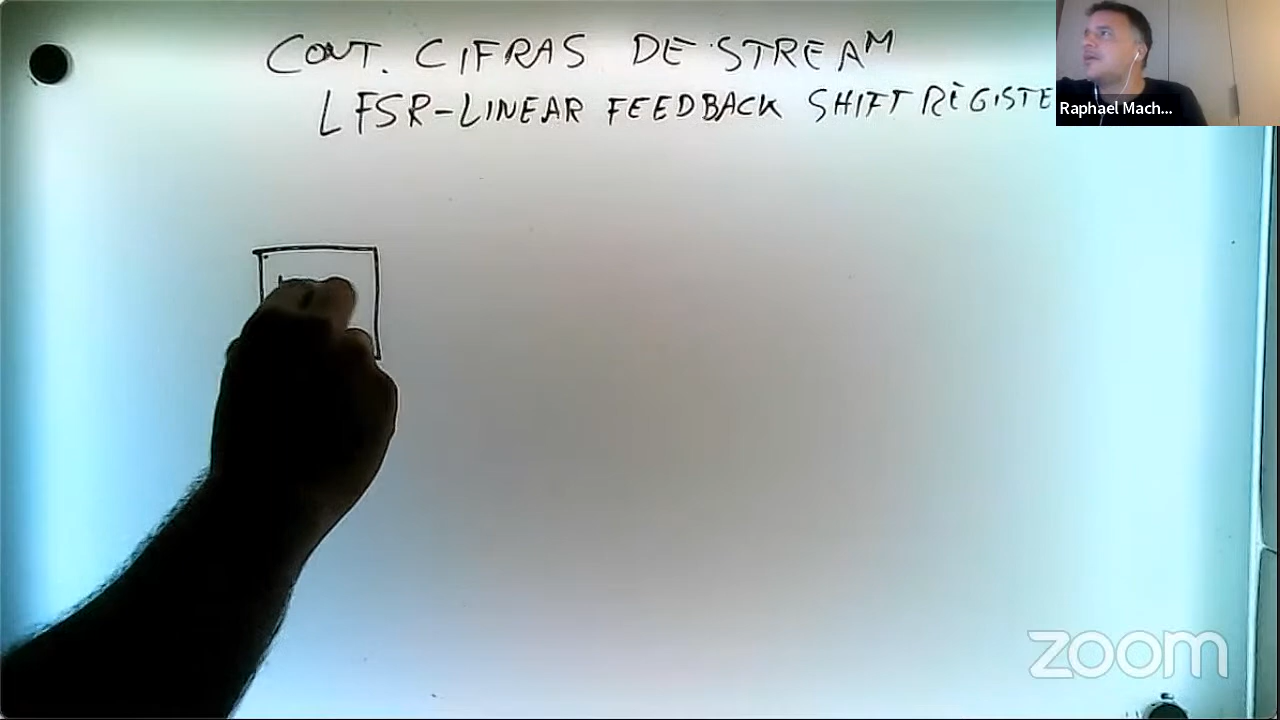 CONT. CIFRAS DE STREAM
LFSR-LINEAR FEEDBACK SHIFT REGISTE
Raphael Mach...
zoom